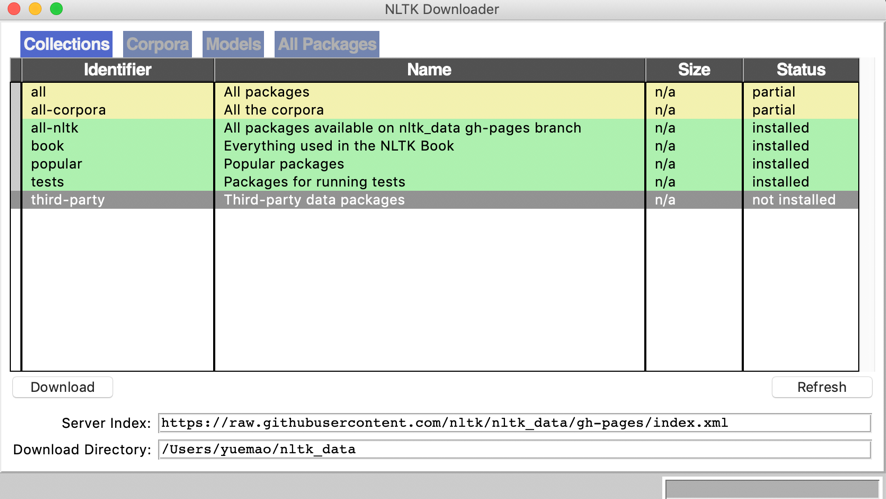 NLTK Downloader
Collections Corpora Models All Packages
Identifier Name Size Status
all All packages n/a partial
all-corpora All the corpora n/a partial
all-nltk All packages available on nltk_data gh-pages branch n/a installed
book Everything used in the NLTK Book n/a installed
popular Popular packages n/a installed
tests Packages for running tests n/a installed
third-party Third-party data packages n/a not installed
Download Refresh
Server Index: https://raw.githubusercontent.com/nltk/nltk_data/gh-pages/index.xml
Download Directory: /Users/yuemao/nltk_data